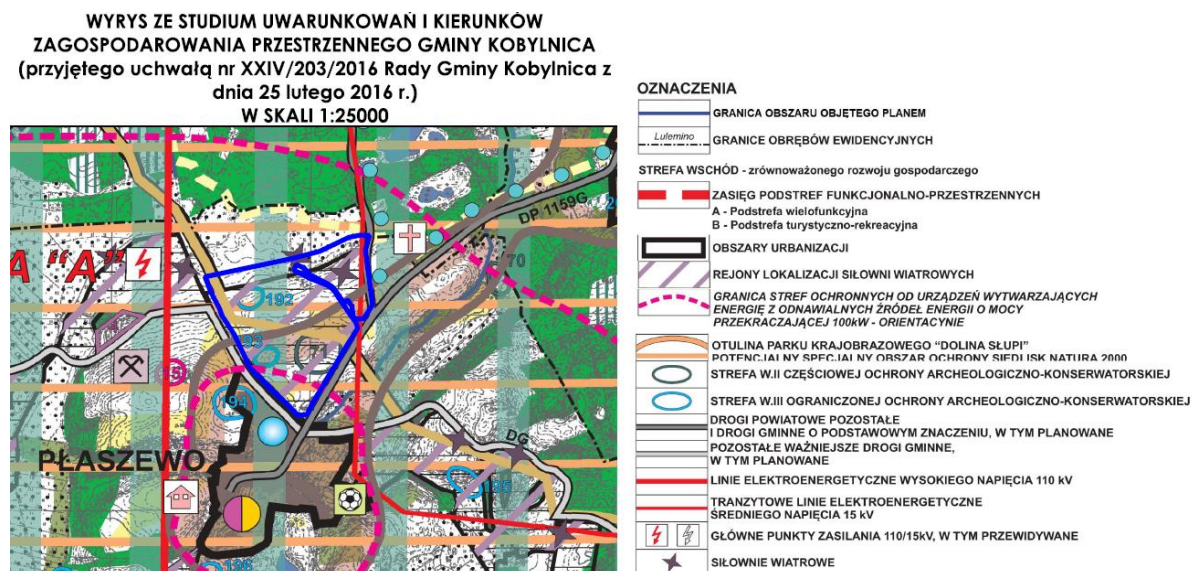 WYRYS ZE STUDIUM UWARUNKOWAŃ I KIERUNKÓW
ZAGOSPODAROWANIA PRZESTRZENNEGO GMINY KOBYLNICA
(przyjętego uchwałą nr XXIV/203/2016 Rady Gminy Kobylnica z
dnia 25 lutego 2016 r.)
W SKALI 1:25000
A "A"
DP 1159G
70
192
93
71
15
194
DG
PŁASZEWO
195
196
OZNACZENIA
GRANICA OBSZARU OBJĘTEGO PLANEM
Lulemino
GRANICE OBRĘBÓW EWIDENCYJNYCH
STREFA WSCHÓD - zrównoważonego rozwoju gospodarczego
ZASIĘG PODSTREF FUNKCJONALNO-PRZESTRZENNYCH
A - Podstrefa wielofunkcyjna
B - Podstrefa turystyczno-rekreacyjna
OBSZARY URBANIZACJI
REJONY LOKALIZACJI SIŁOWNI WIATROWYCH
GRANICA STREF OCHRONNYCH OD URZĄDZEŃ WYTWARZAJĄCYCH
ENERGIĘ Z ODNAWIALNYCH ŹRÓDEŁ ENERGII O MOCY
PRZEKRACZAJĄCEJ 100kW - ORIENTACYJNIE
OTULINA PARKU KRAJOBRAZOWEGO "DOLINA SŁUPI"
POTENCJALNY SPECJALNY OBSZAR OCHRONY SIEDLISK NATURA 2000
STREFA W.II CZĘŚCIOWEJ OCHRONY ARCHEOLOGICZNO-KONSERWATORSKIEJ
STREFA W.III OGRANICZONEJ OCHRONY ARCHEOLOGICZNO-KONSERWATORSKIEJ
DROGI POWIATOWE POZOSTAŁE
I DROGI GMINNE O PODSTAWOWYM ZNACZENIU, W TYM PLANOWANE
POZOSTAŁE WAŻNIEJSZE DROGI GMINNE,
W TYM PLANOWANE
LINIE ELEKTROENERGETYCZNE WYSOKIEGO NAPIĘCIA 110 kV
TRANZYTOWE LINIE ELEKTROENERGETYCZNE
ŚREDNIEGO NAPIĘCIA 15 kV
GŁÓWNE PUNKTY ZASILANIA 110/15kV, W TYM PRZEWIDYWANE
SIŁOWNIE WIATROWE